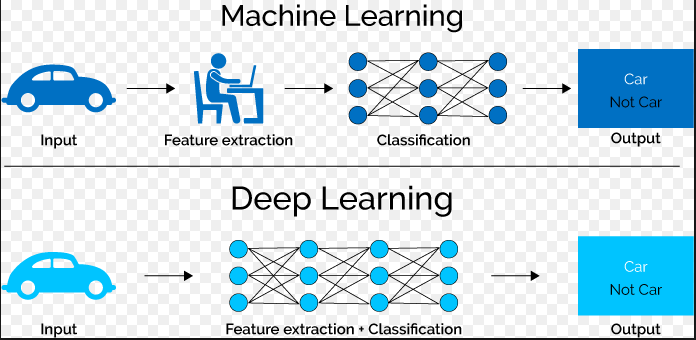 Machine Learning
Car
Not Car
Input
Feature extraction
Classification
Output
Deep Learning
Car
Not Car
Input
Feature extraction + Classification
Output